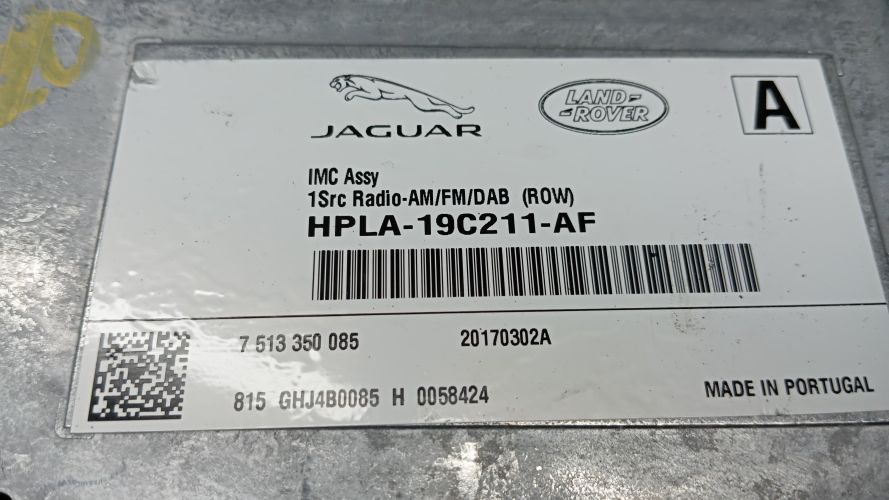 JAGUAR
LAND-
-ROVER
A
IMC Assy
1Src Radio-AM/FM/DAB (ROW)
HPLA-19C211-AF
7 513 350 085 20170302A
815 GHJ4B0085 H 0058424
MADE IN PORTUGAL